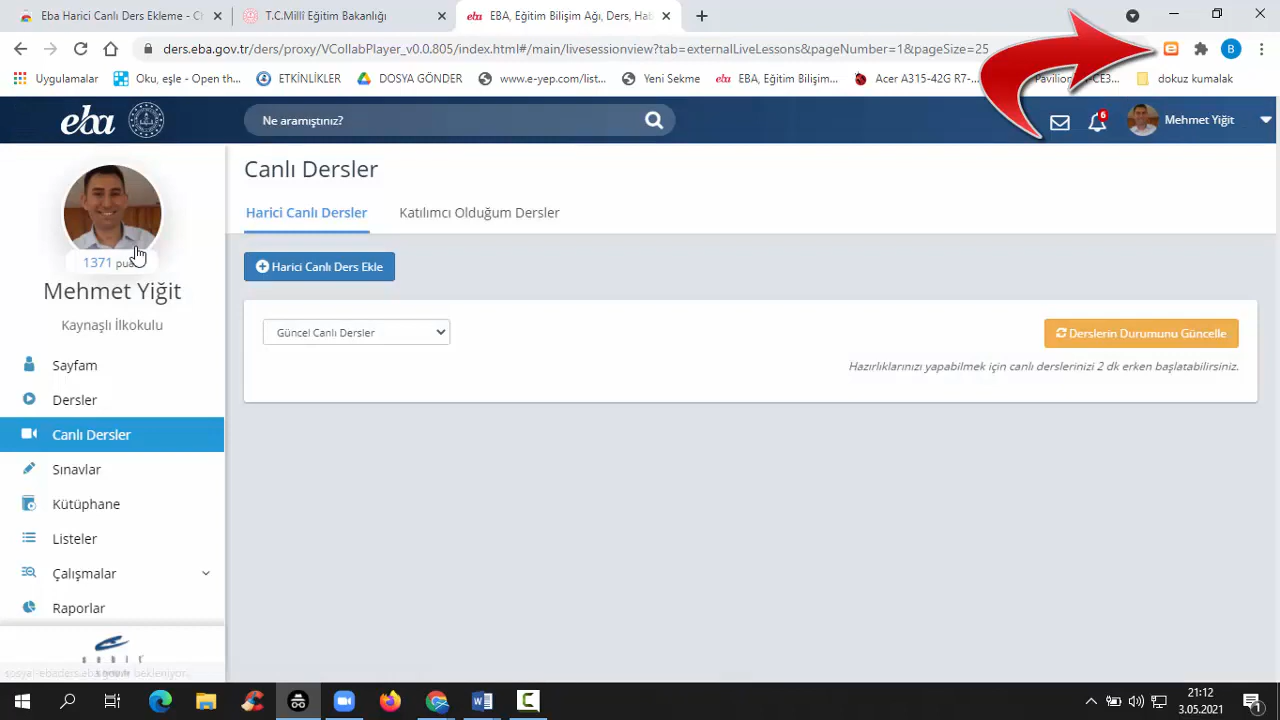 Eba Harici Canlı Ders Ekleme - C
T.C.Millî Eğitim Bakanlığı
EBA, Eğitim Bilişim Ağı, Ders, Ha
ders.eba.gov.tr/ders/proxy/VCollabPlayer_v0.0.805/index.html#/main/livesessionview?tab=externalLiveLessons&pageNumber=1&pageSize=25
B
Uygulamalar
Oku, eşle - Open th...
ETKİNLİKLER
DOSYA GÖNDER
www.e-yep.com/list...
Yeni Sekme
EBA, Eğitim Bilişim...
Acer A315-42G R7-...
dokuz kumalak
eba
Ne aramıştınız?
6
Mehmet Yiğit
1371
Mehmet Yiğit
Kaynaşlı İlkokulu
Sayfam
Dersler
Canlı Dersler
Sınavlar
Kütüphane
Listeler
Çalışmalar
Raporlar
Canlı Dersler
Harici Canlı Dersler
Katılımcı Olduğum Dersler
Harici Canlı Ders Ekle
Güncel Canlı Dersler
Derslerin Durumunu Güncelle
Hazırlıklarınızı yapabilmek için canlı derslerinizi 2 dk erken başlatabilirsiniz.
21:12
3.05.2021
1